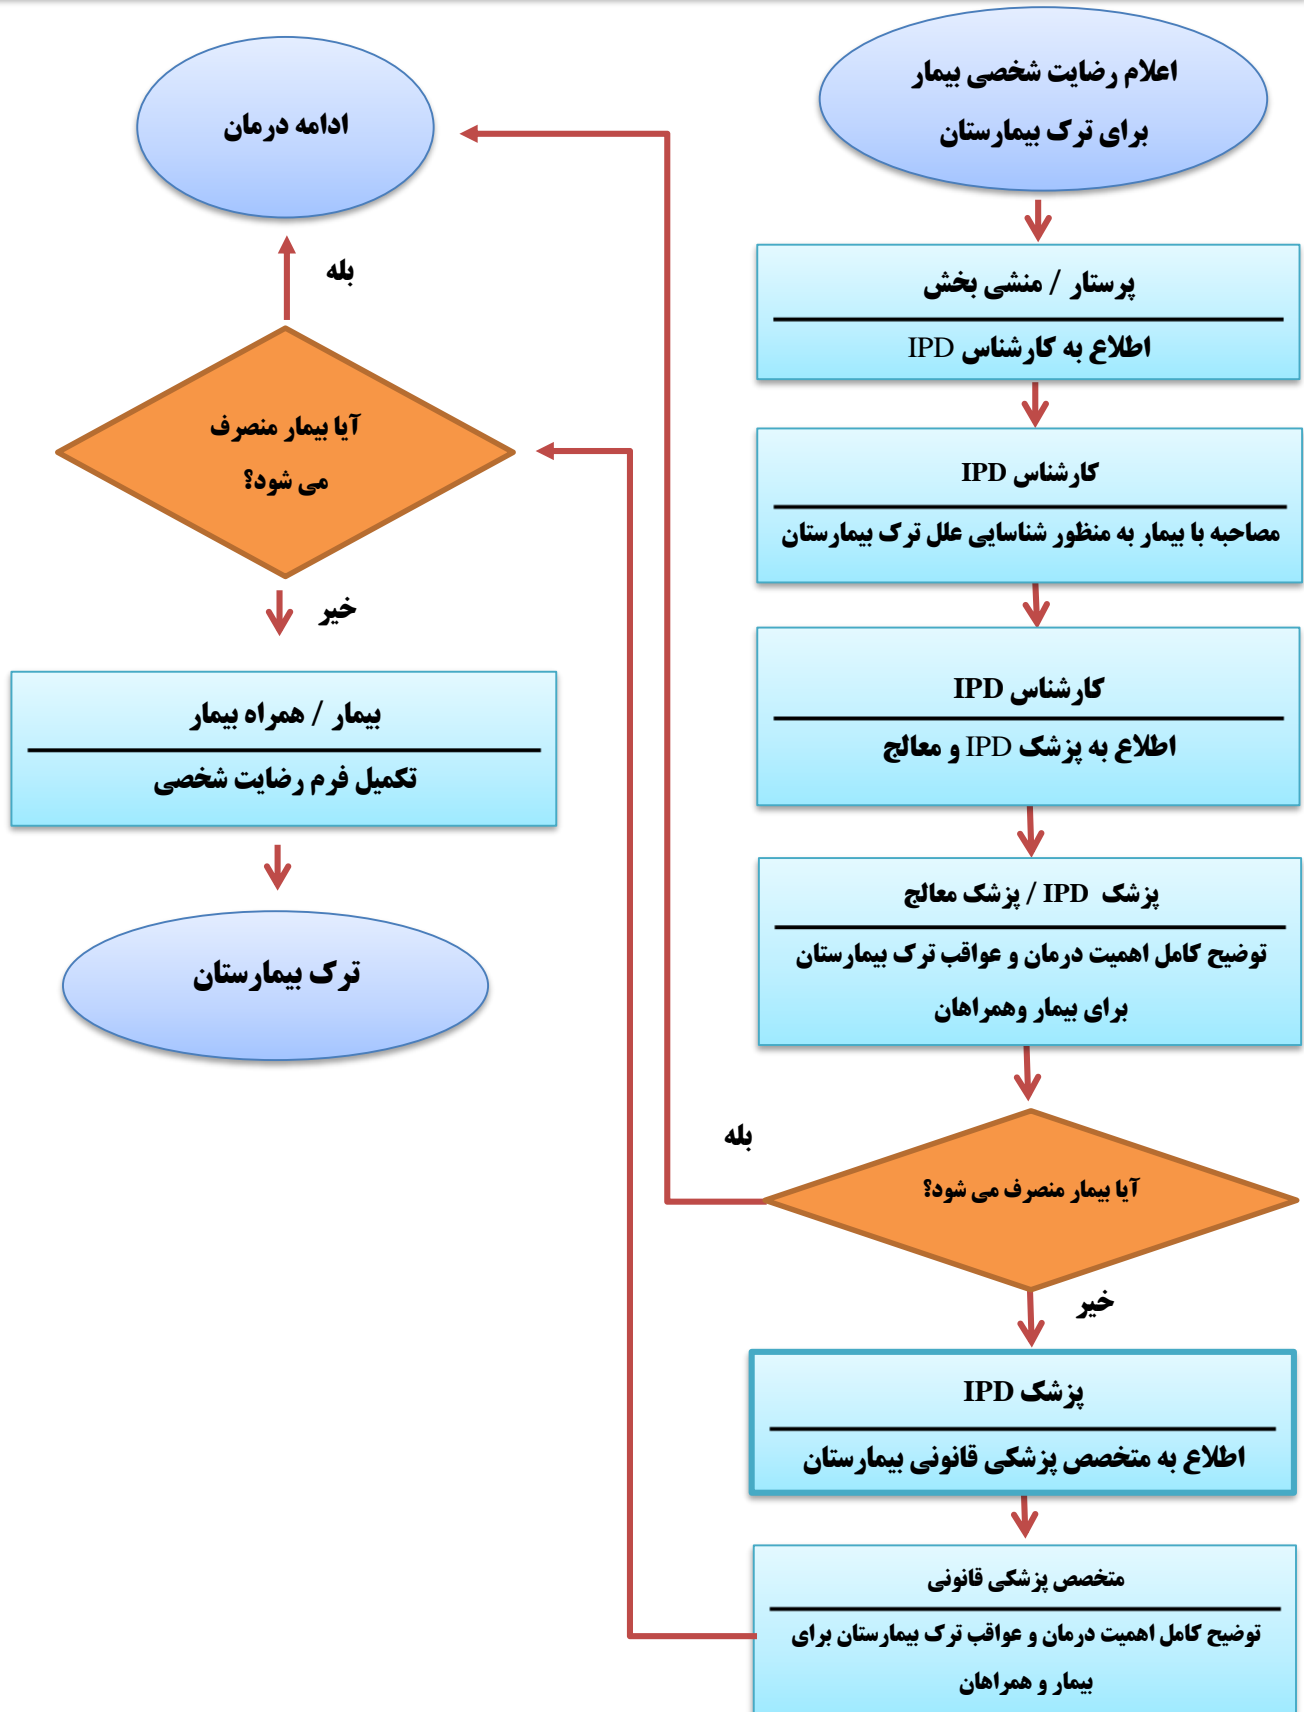 اعلام رضایت شخصی بیمار
برای ترک بیمارستان
پرستار / منشی بخش
اطلاع به کارشناس IPD
کارشناس IPD
مصاحبه با بیمار به منظور شناسایی علل ترک بیمارستان
کارشناس IPD
اطلاع به پزشک IPD و معالج
پزشک IPD / پزشک معالج
توضیح کامل اهمیت درمان و عواقب ترک بیمارستان
برای بیمار وهمراهان
آیا بیمار منصرف می شود؟
بله
خیر
پزشک IPD
اطلاع به متخصص پزشکی قانونی بیمارستان
متخصص پزشکی قانونی
توضیح کامل اهمیت درمان و عواقب ترک بیمارستان برای
بیمار و همراهان
ادامه درمان
بله
آیا بیمار منصرف
می شود؟
خیر
بیمار / همراه بیمار
تکمیل فرم رضایت شخصی
ترک بیمارستان